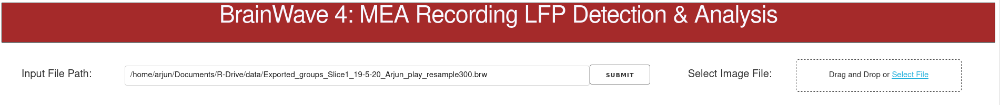 BrainWave 4: MEA Recording LFP Detection & Analysis
Input File Path:
/home/arjun/Documents/R-Drive/data/Exported_groups_Slice1_19-5-20_Arjun_play_resample300.brw
SUBMIT
Select Image File:
Drag and Drop or Select File